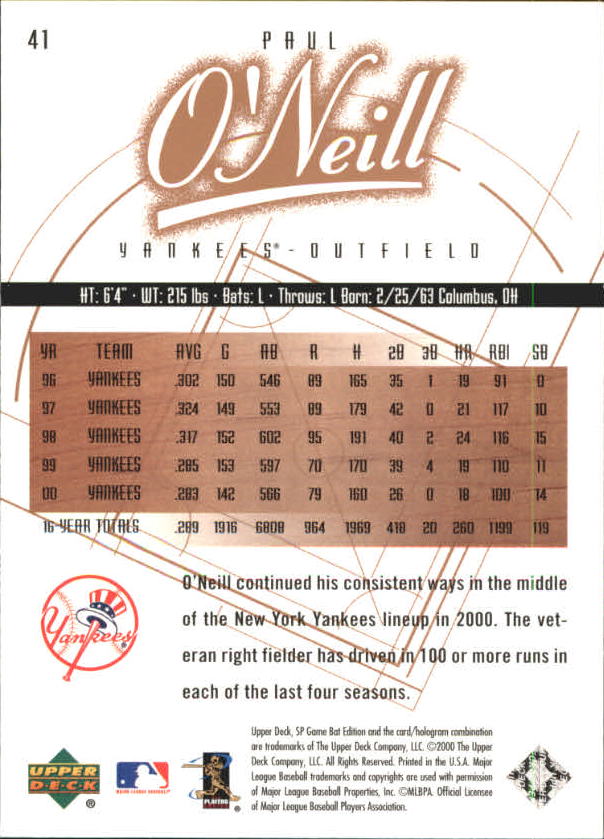 41
PAUL
O'Neill
YANKEES® - OUTFIELD
HT: 6'4" · WT: 215 lbs · Bats: L · Throws: L Born: 2/25/63 Columbus, OH
YR TEAM AVG G AB R H 2B 3B HR RBI SB
96 YANKEES .302 150 546 89 165 35 1 19 91 0
97 YANKEES .324 149 553 89 179 42 0 21 117 10
98 YANKEES .317 152 602 95 191 40 2 24 116 15
99 YANKEES .285 153 597 70 170 39 4 19 110 11
00 YANKEES .283 142 566 79 160 26 0 18 100 14
16 YEAR TOTALS .289 1916 6808 964 1969 418 20 260 1199 119
O'Neill continued his consistent ways in the middle
of the New York Yankees lineup in 2000. The vet-
eran right fielder has driven in 100 or more runs in
each of the last four seasons.
Yankees
Upper Deck, SP Game Bat Edition and the card/hologram combination
are trademarks of The Upper Deck Company, LLC. ©2000 The Upper
Deck Company, LLC. All Rights Reserved. Printed in the U.S.A. Major
League Baseball trademarks and copyrights are used with permission
of Major League Baseball Properties, Inc. ©MLBPA. Official Licensee
of Major League Baseball Players Association.
UPPER
DECK
®
MAJOR LEAGUE BASEBALL
PLAYERS